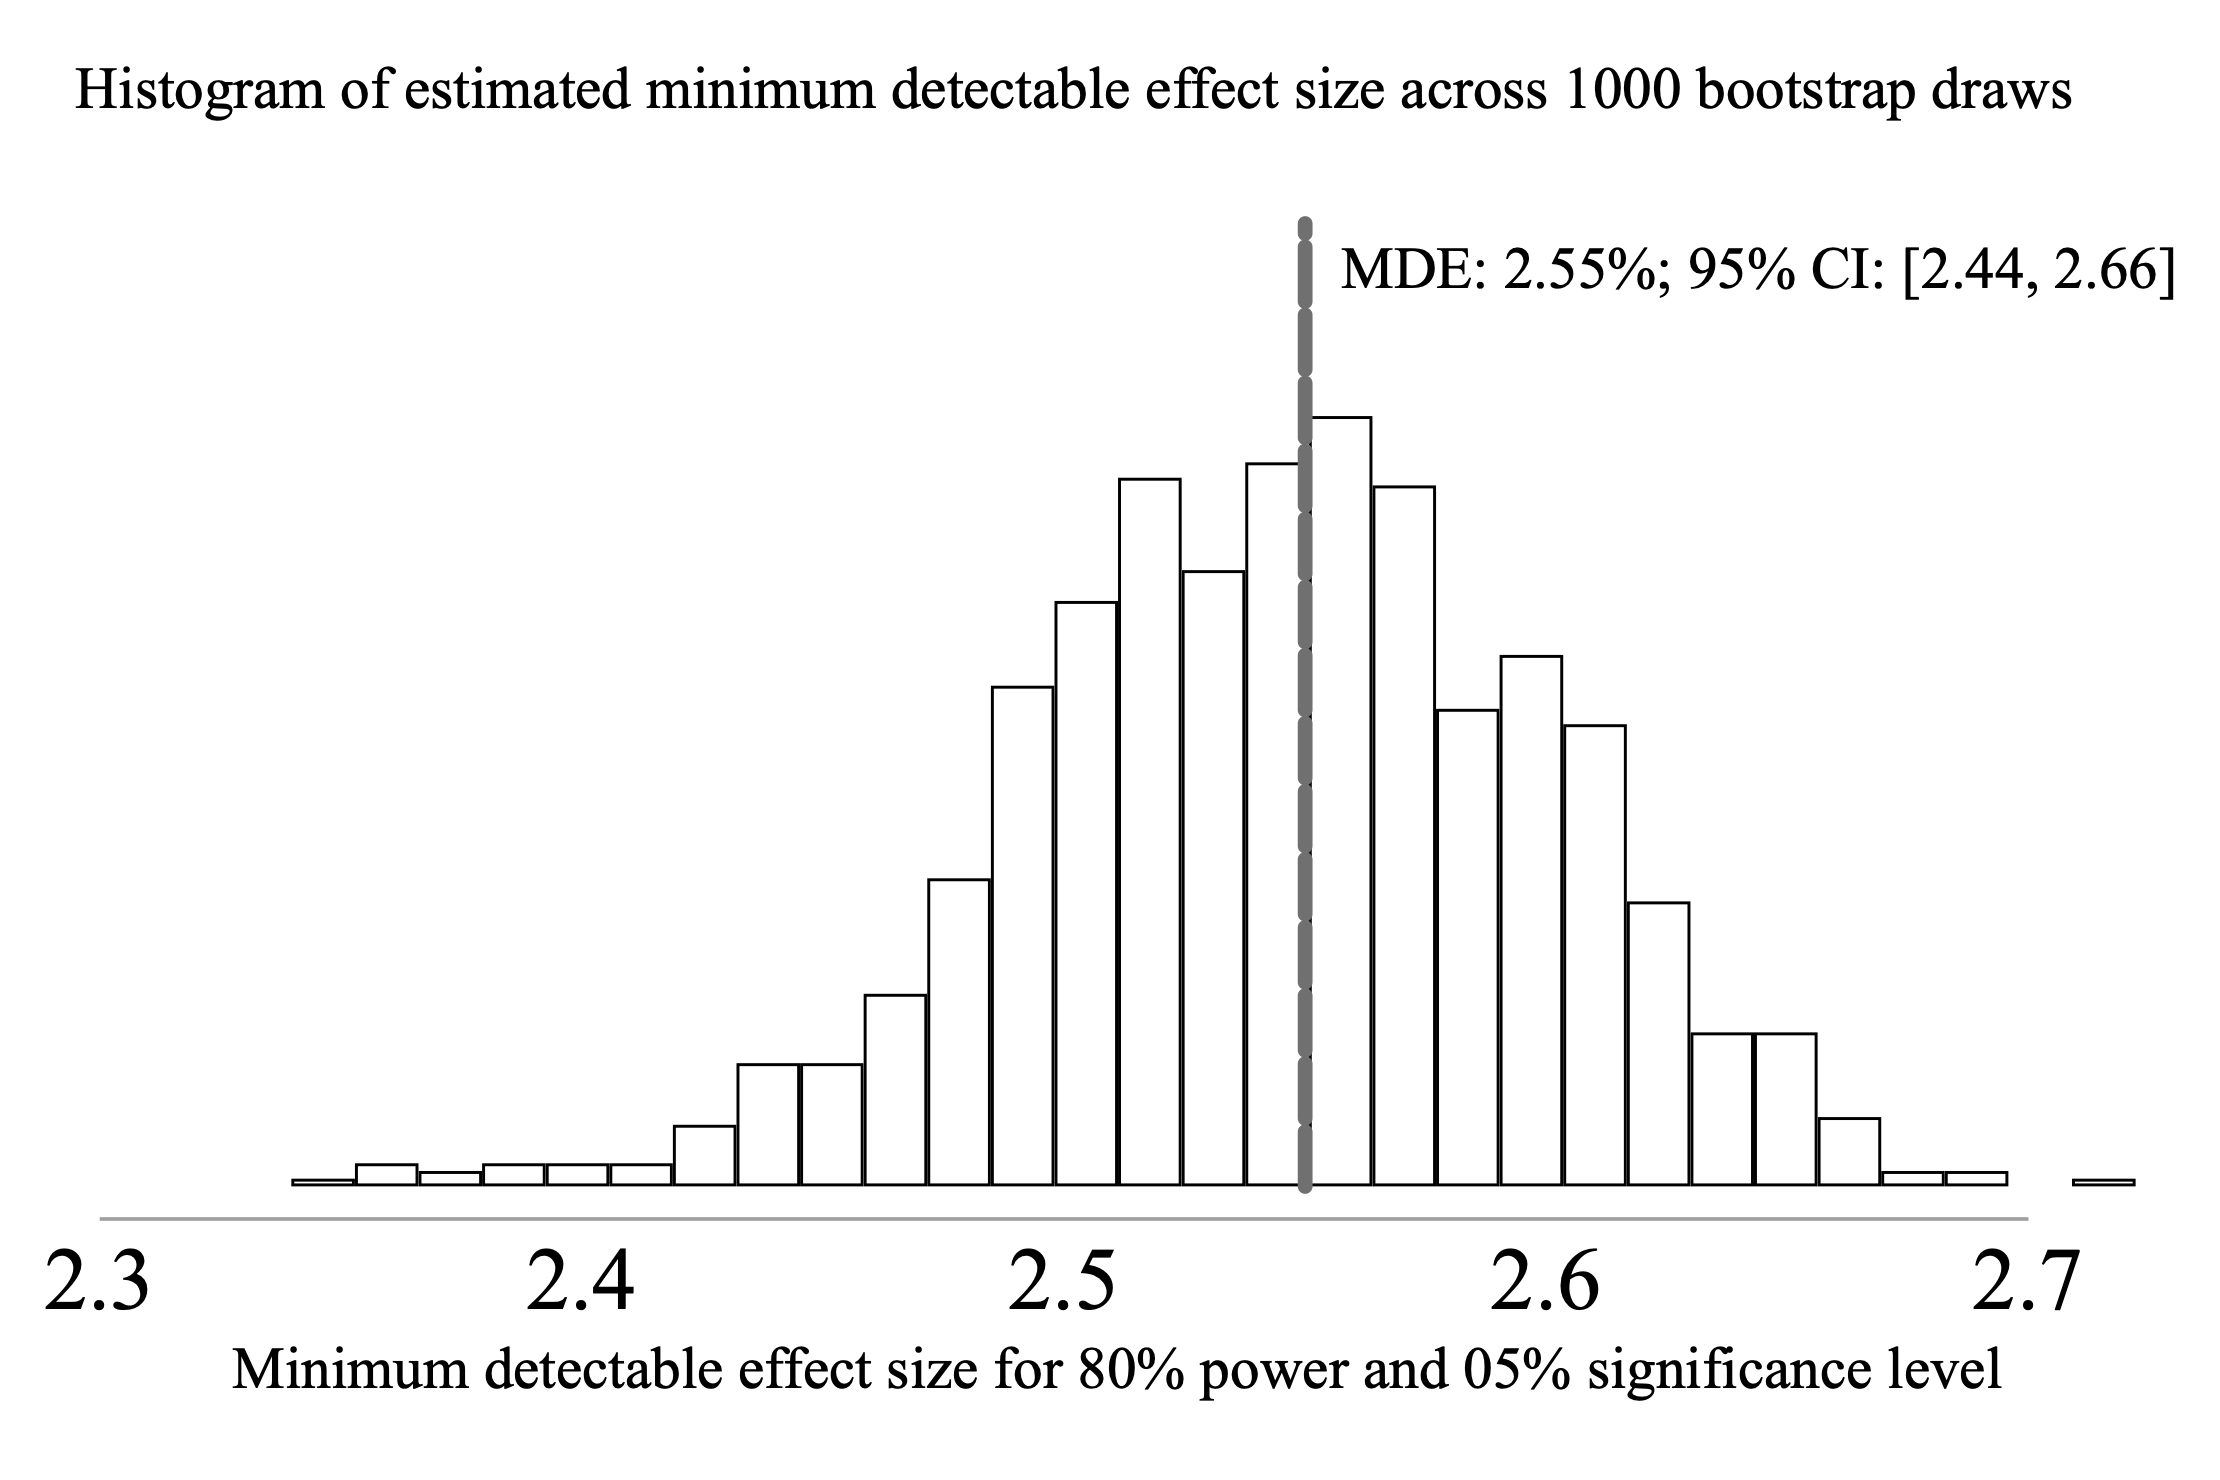 Histogram of estimated minimum detectable effect size across 1000 bootstrap draws
MDE: 2.55%; 95% CI: [2.44, 2.66]
2.3 2.4 2.5 2.6 2.7
Minimum detectable effect size for 80% power and 05% significance level